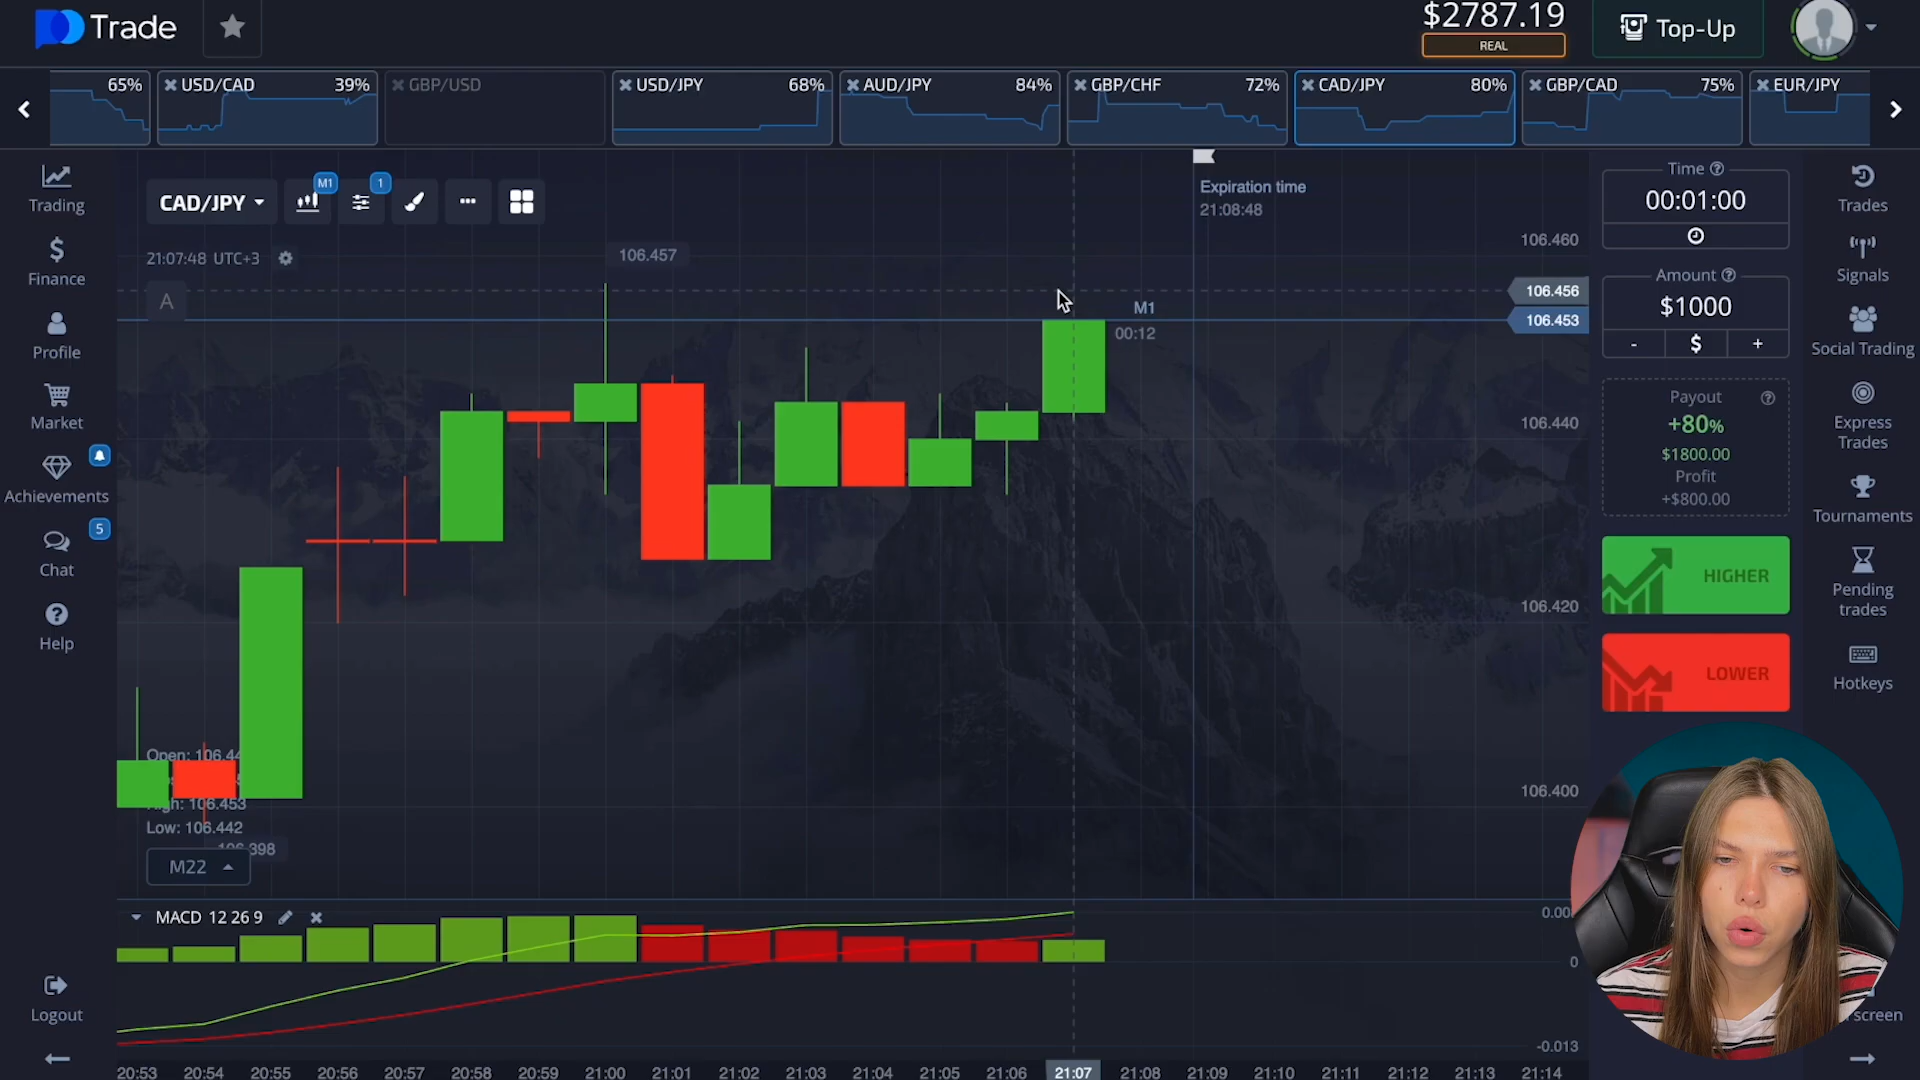 Trade
$2787.19
REAL
Top-Up
65%
USD/CAD 39%
GBP/USD
USD/JPY 68%
AUD/JPY 84%
GBP/CHF 72%
CAD/JPY 80%
GBP/CAD 75%
EUR/JPY
Trading
Finance
Profile
Market
Achievements
5
Chat
Help
Logout
CAD/JPY
M1
1
21:07:48 UTC+3
A
106.457
Expiration time
21:08:48
106.460
106.456
106.453
M1
00:12
106.440
106.420
106.400
Open: 106.44
High: 106.453
Low: 106.442
106.398
M22
MACD 12 26 9
0.00
0
-0.013
20:53 20:54 20:55 20:56 20:57 20:58 20:59 21:00 21:01 21:02 21:03 21:04 21:05 21:06 21:07 21:08 21:09 21:10 21:11 21:12 21:13 21:14
Time
00:01:00
Amount
$1000
- $ +
Payout
+80%
$1800.00
Profit
+$800.00
HIGHER
LOWER
Trades
Signals
Social Trading
Express
Trades
Tournaments
Pending
trades
Hotkeys
screen